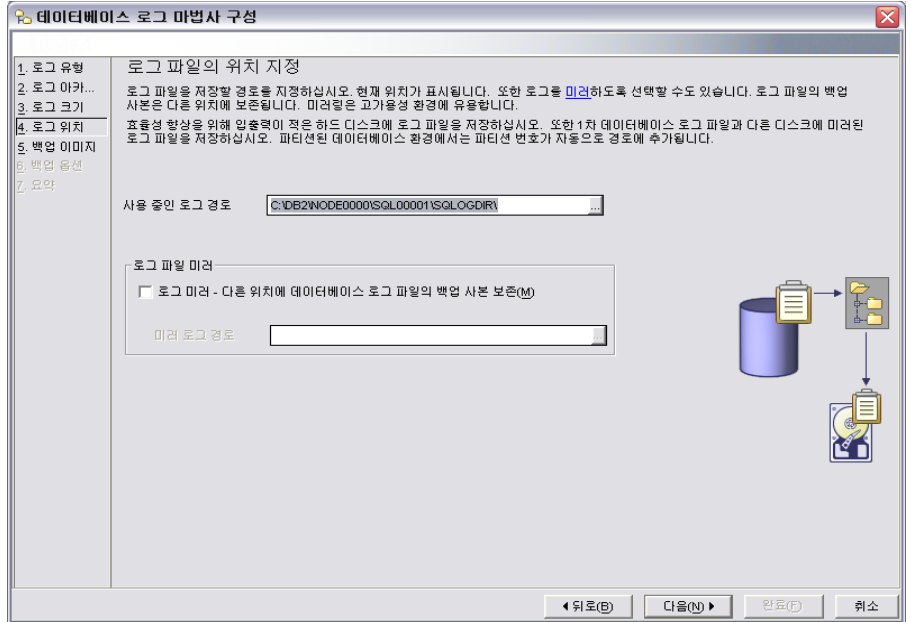 데이터베이스 로그 마법사 구성
1. 로그 유형
2. 로그 아카...
3. 로그 크기
4. 로그 위치
5. 백업 이미지
6. 백업 옵션
7. 요약
로그 파일의 위치 지정
로그 파일을 저장할 경로를 지정하십시오. 현재 위치가 표시됩니다. 또한 로그를 미러하도록 선택할 수도 있습니다. 로그 파일의 백업
사본은 다른 위치에 보존됩니다. 미러링은 고가용성 환경에 유용합니다.
효율성 향상을 위해 입출력이 적은 하드 디스크에 로그 파일을 저장하십시오. 또한 1차 데이터베이스 로그 파일과 다른 디스크에 미러된
로그 파일을 저장하십시오. 파티션된 데이터베이스 환경에서는 파티션 번호가 자동으로 경로에 추가됩니다.
사용 중인 로그 경로 C:\DB2\NODE0000\SQL00001\SQLOGDIR\ ...
로그 파일 미러
로그 미러 - 다른 위치에 데이터베이스 로그 파일의 백업 사본 보존(M)
미러 로그 경로 ...
뒤로(B) 다음(N) 완료(F) 취소